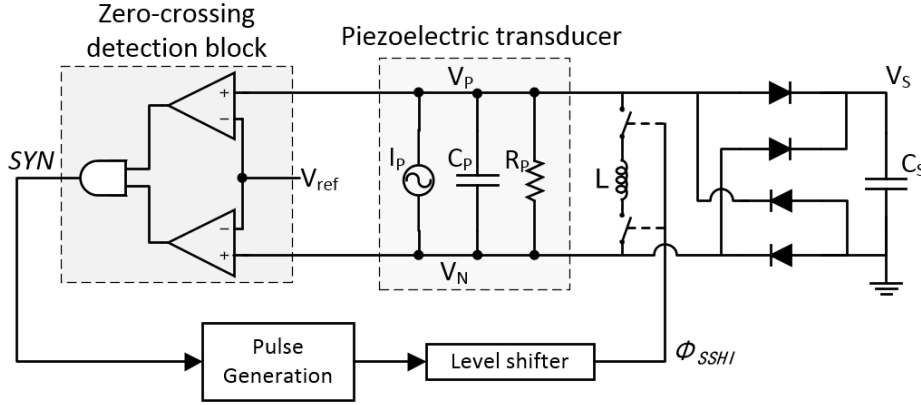 Zero-crossing
detection block
Piezoelectric transducer
V_P
V_S
+
−
SYN
V_ref
I_P
C_P
R_P
L
C_S
−
+
V_N
Pulse
Generation
Level shifter
Φ_SSHI